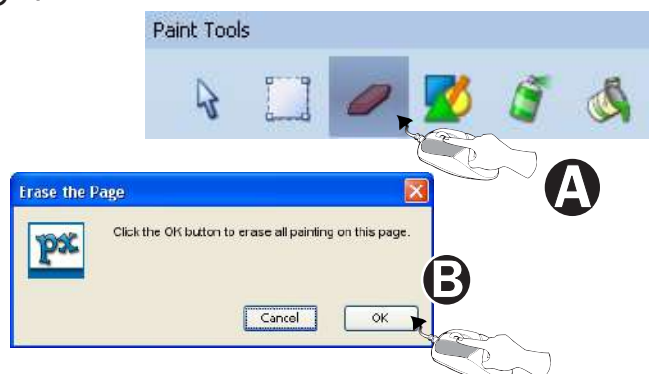 Paint Tools
A
Erase the Page
px
Click the OK button to erase all painting on this page.
B
Cancel
OK